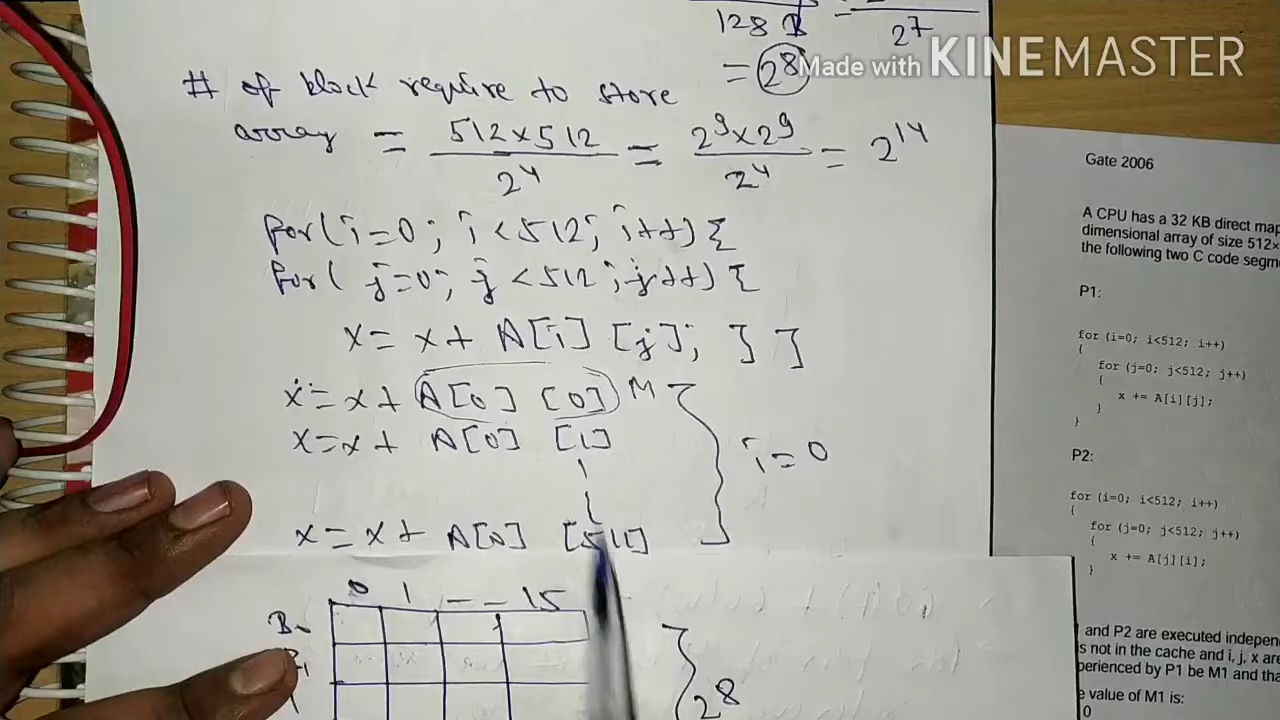 128 B
2^7
= 2^8
Made with KINEMASTER
# of block require to store
array = 512×512 / 2^4 = 2^9×2^9 / 2^4 = 2^14
for(i=0; i<512; i++) {
for( j=0; j<512; j++) {
x= x+ A[i] [j]; } }
x= x+ A[0] [0] M
x= x+ A[0] [1]
i=0
x= x+ A[0] [511]
0 1 -- 15
B0
2^8
Gate 2006
A CPU has a 32 KB direct map
dimensional array of size 512×
the following two C code segm
P1:
for (i=0; i<512; i++)
{
for (j=0; j<512; j++)
{
x += A[i][j];
}
}
P2:
for (i=0; i<512; i++)
{
for (j=0; j<512; j++)
{
x += A[j][i];
}
}
and P2 are executed indepen
s not in the cache and i, j, x are
perienced by P1 be M1 and tha
e value of M1 is:
0